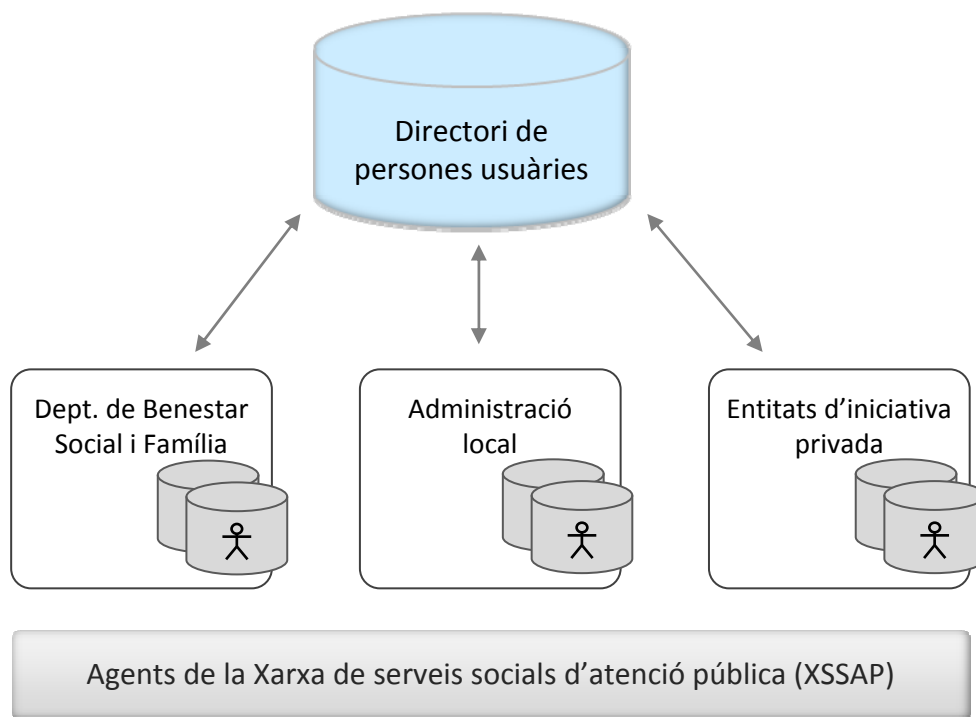 Directori de
persones usuàries
Dept. de Benestar
Social i Família
Administració
local
Entitats d’iniciativa
privada
Agents de la Xarxa de serveis socials d’atenció pública (XSSAP)